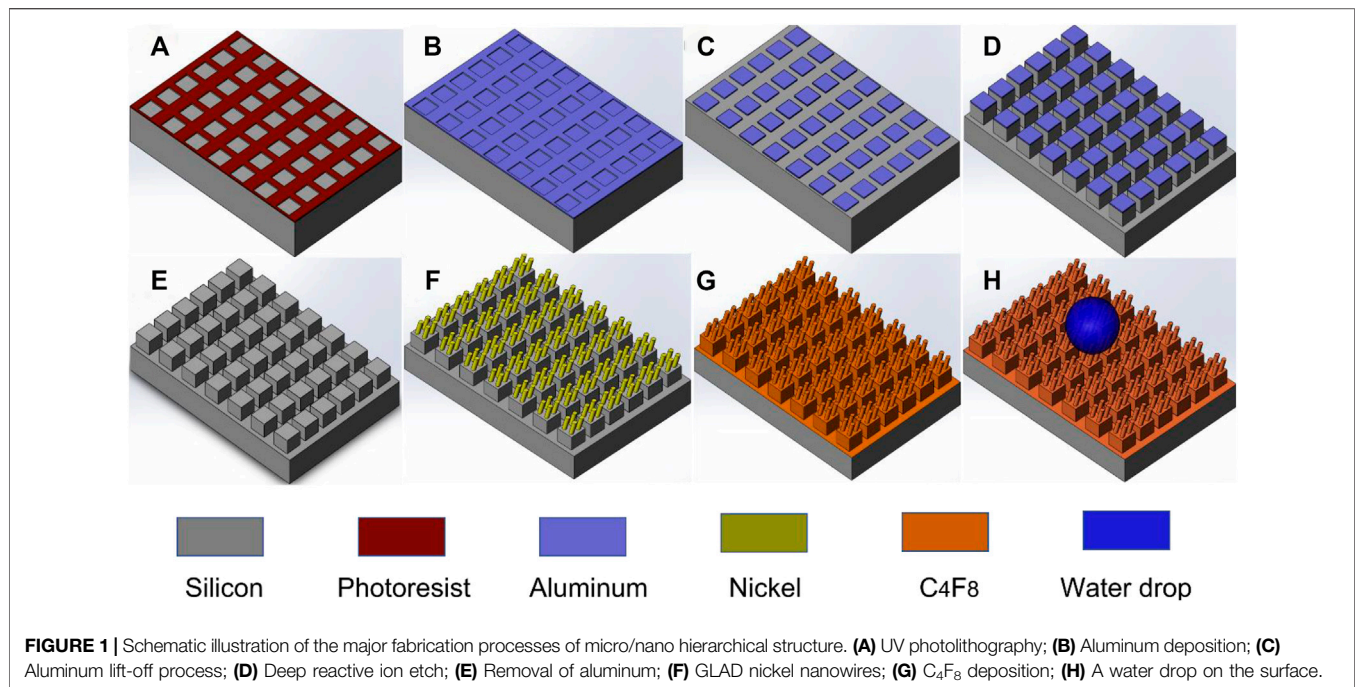 A B C D
E F G H
Silicon Photoresist Aluminum Nickel C4F8 Water drop
FIGURE 1 | Schematic illustration of the major fabrication processes of micro/nano hierarchical structure. (A) UV photolithography; (B) Aluminum deposition; (C)
Aluminum lift-off process; (D) Deep reactive ion etch; (E) Removal of aluminum; (F) GLAD nickel nanowires; (G) C₄F₈ deposition; (H) A water drop on the surface.